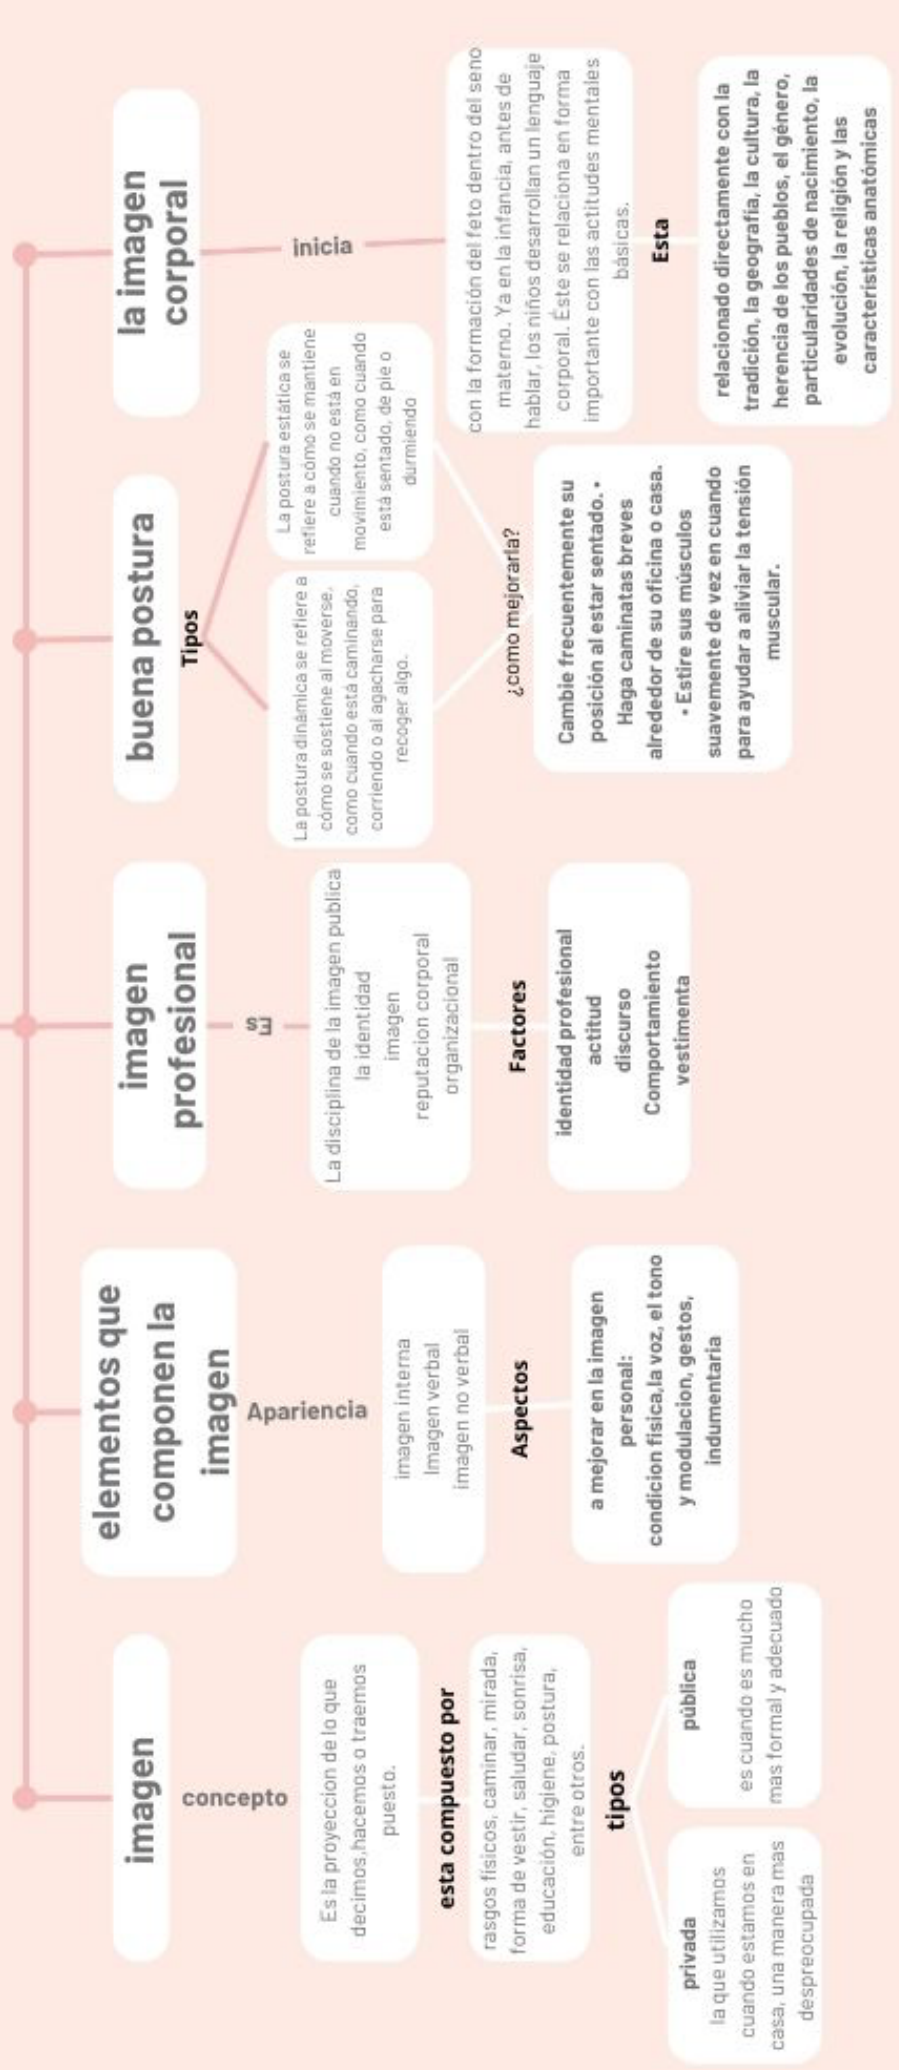 imagen
concepto
Es la proyeccion de lo que
decimos,hacemos o traemos
puesto.
esta compuesto por
rasgos físicos, caminar, mirada,
forma de vestir, saludar, sonrisa,
educación, higiene, postura,
entre otros.
tipos
privada
la que utilizamos
cuando estamos en
casa, una manera mas
despreocupada
pública
es cuando es mucho
mas formal y adecuado
elementos que
componen la
imagen
Apariencia
imagen interna
Imagen verbal
imagen no verbal
Aspectos
a mejorar en la imagen
personal:
condicion fisica,la voz, el tono
y modulacion, gestos,
indumentaria
imagen
profesional
Es
La disciplina de la imagen publica
la identidad
imagen
reputacion corporal
organizacional
Factores
identidad profesional
actitud
discurso
Comportamiento
vestimenta
buena postura
Tipos
La postura dinámica se refiere a
cómo se sostiene al moverse,
como cuando está caminando,
corriendo o al agacharse para
recoger algo.
La postura estática se
refiere a cómo se mantiene
cuando no está en
movimiento, como cuando
está sentado, de pie o
durmiendo
¿como mejorarla?
Cambie frecuentemente su
posición al estar sentado. •
Haga caminatas breves
alrededor de su oficina o casa.
• Estire sus músculos
suavemente de vez en cuando
para ayudar a aliviar la tensión
muscular.
la imagen
corporal
inicia
con la formación del feto dentro del seno
materno. Ya en la infancia, antes de
hablar, los niños desarrollan un lenguaje
corporal. Éste se relaciona en forma
importante con las actitudes mentales
básicas.
Esta
relacionado directamente con la
tradición, la geografía, la cultura, la
herencia de los pueblos, el género,
particularidades de nacimiento, la
evolución, la religión y las
características anatómicas